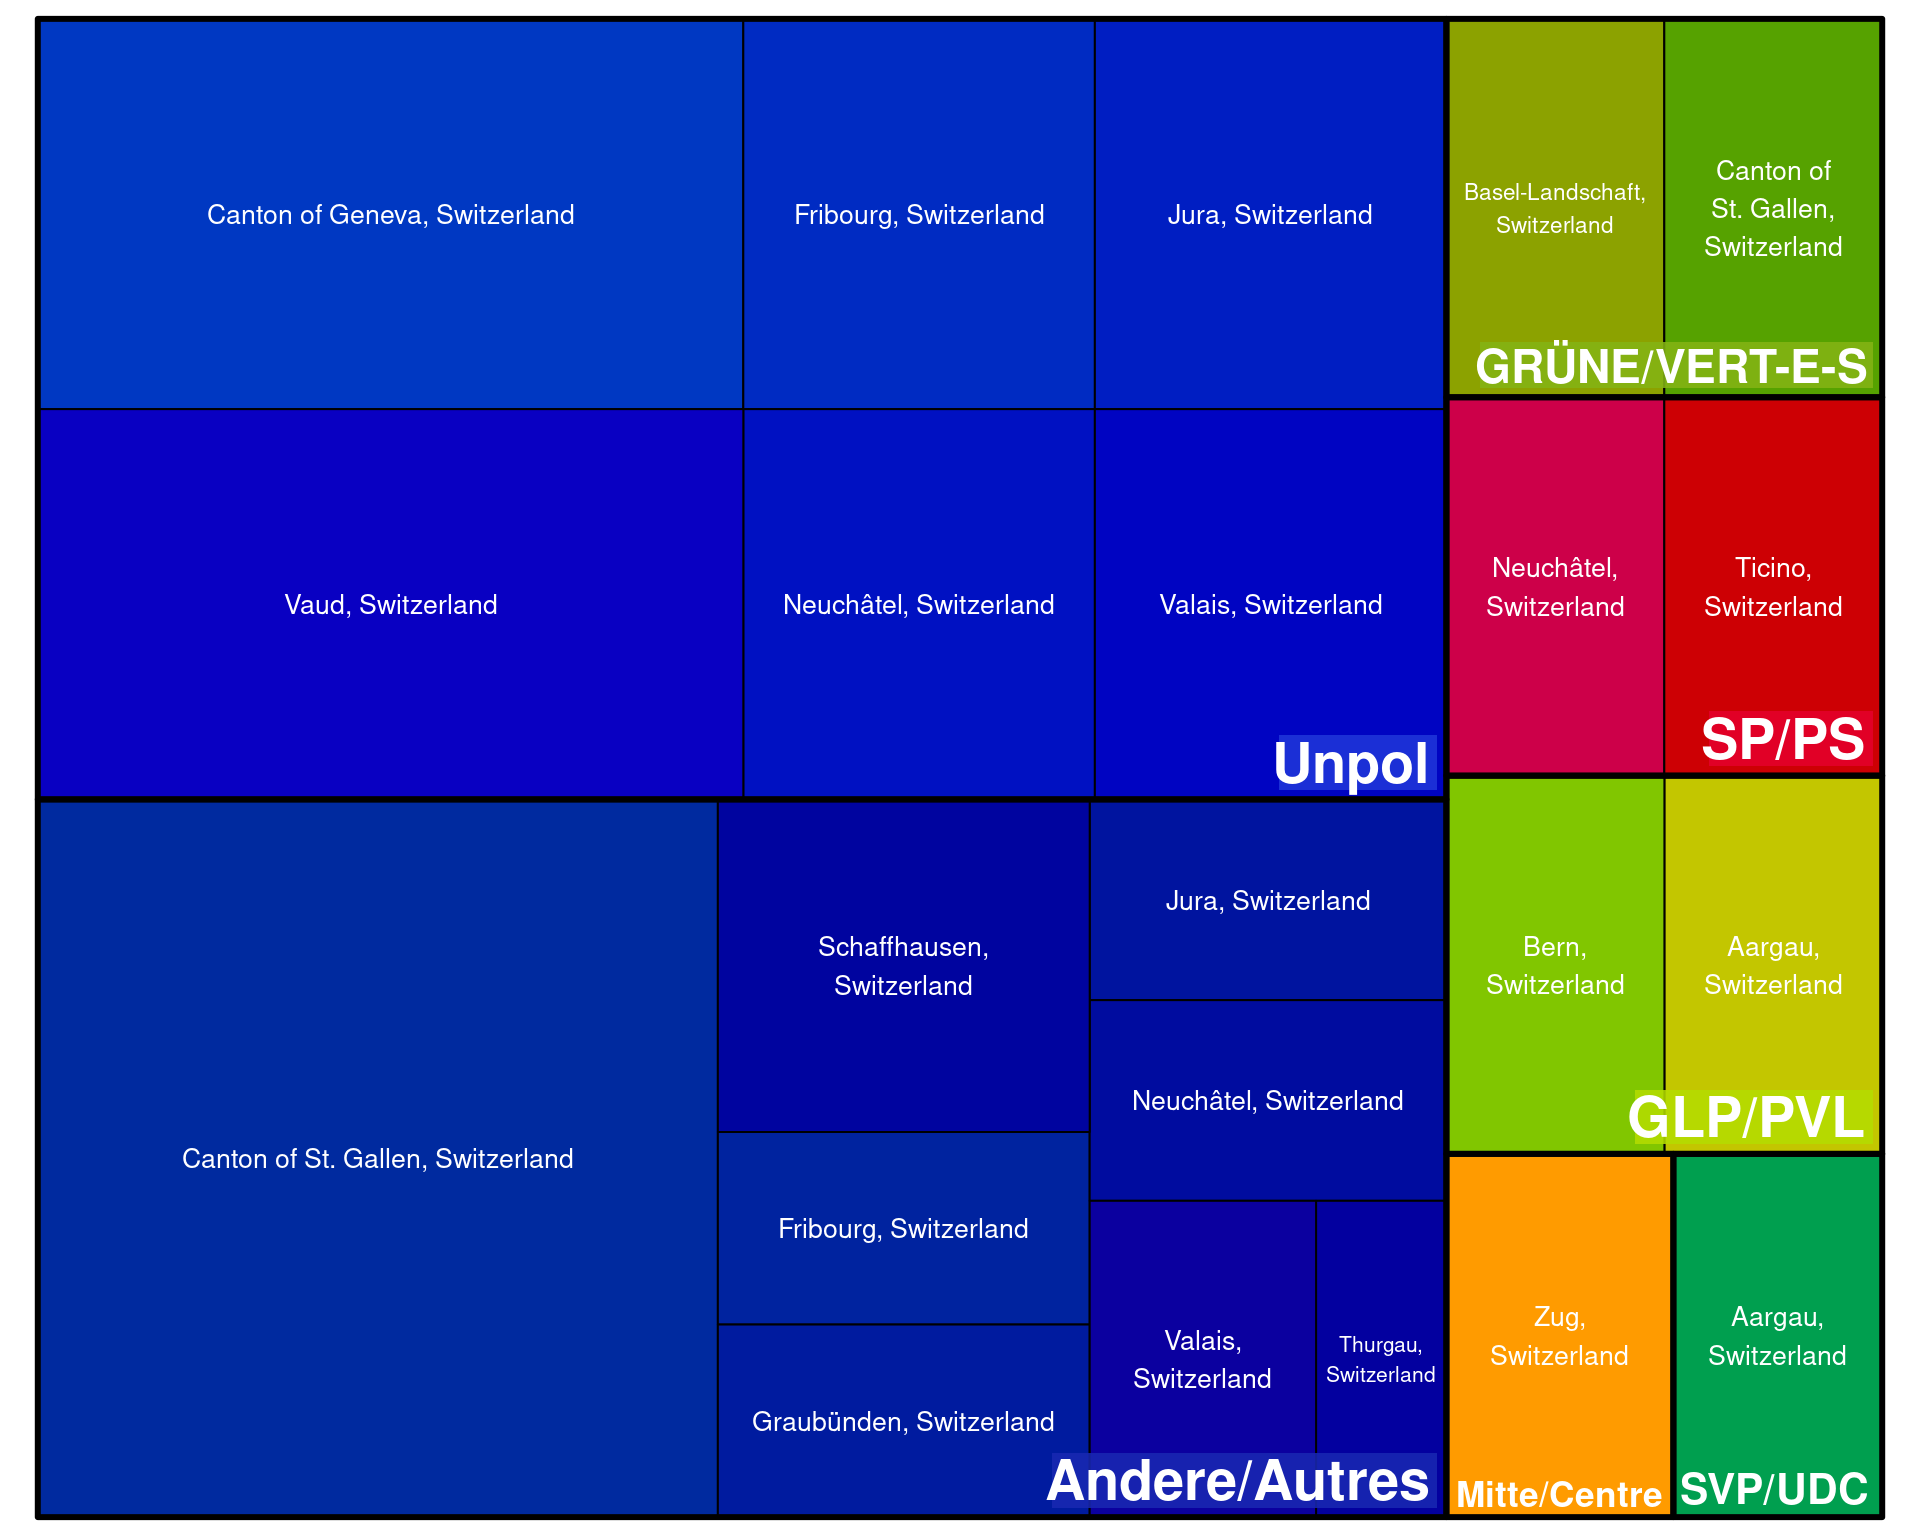 Canton of Geneva, Switzerland
Fribourg, Switzerland
Jura, Switzerland
Vaud, Switzerland
Neuchâtel, Switzerland
Valais, Switzerland
Unpol
Canton of St. Gallen, Switzerland
Schaffhausen,
Switzerland
Fribourg, Switzerland
Graubünden, Switzerland
Jura, Switzerland
Neuchâtel, Switzerland
Valais,
Switzerland
Thurgau,
Switzerland
Andere/Autres
Basel-Landschaft,
Switzerland
Canton of
St. Gallen,
Switzerland
GRÜNE/VERT-E-S
Neuchâtel,
Switzerland
Ticino,
Switzerland
SP/PS
Bern,
Switzerland
Aargau,
Switzerland
GLP/PVL
Zug,
Switzerland
Mitte/Centre
Aargau,
Switzerland
SVP/UDC